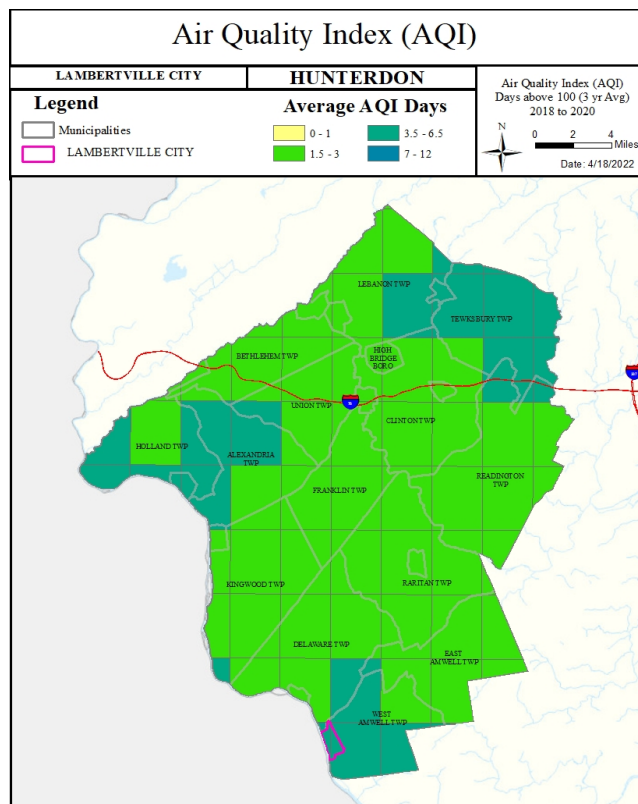 Air Quality Index (AQI)
LAMBERTVILLE CITY
HUNTERDON
Air Quality Index (AQI)
Days above 100 (3 yr Avg)
2018 to 2020
N
0 2 4
Miles
Date: 4/18/2022
Legend
Municipalities
LAMBERTVILLE CITY
Average AQI Days
0 - 1
3.5 - 6.5
1.5 - 3
7 - 12
LEBANON TWP
TEWKSBURY TWP
BETHLEHEM TWP
HIGH
BRIDGE
BORO
UNION TWP
CLINTON TWP
HOLLAND TWP
ALEXANDRIA
TWP
READINGTON
TWP
FRANKLIN TWP
KINGWOOD TWP
RARITAN TWP
DELAWARE TWP
EAST
AMWELL TWP
WEST
AMWELL TWP